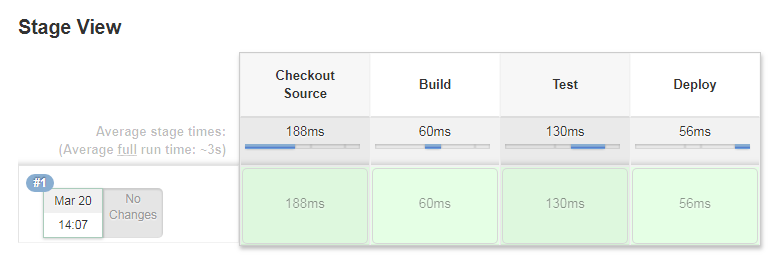 Stage View
Checkout
Source
Build
Test
Deploy
Average stage times:
(Average full run time: ~3s)
188ms
60ms
130ms
56ms
#1
Mar 20
14:07
No
Changes
188ms
60ms
130ms
56ms